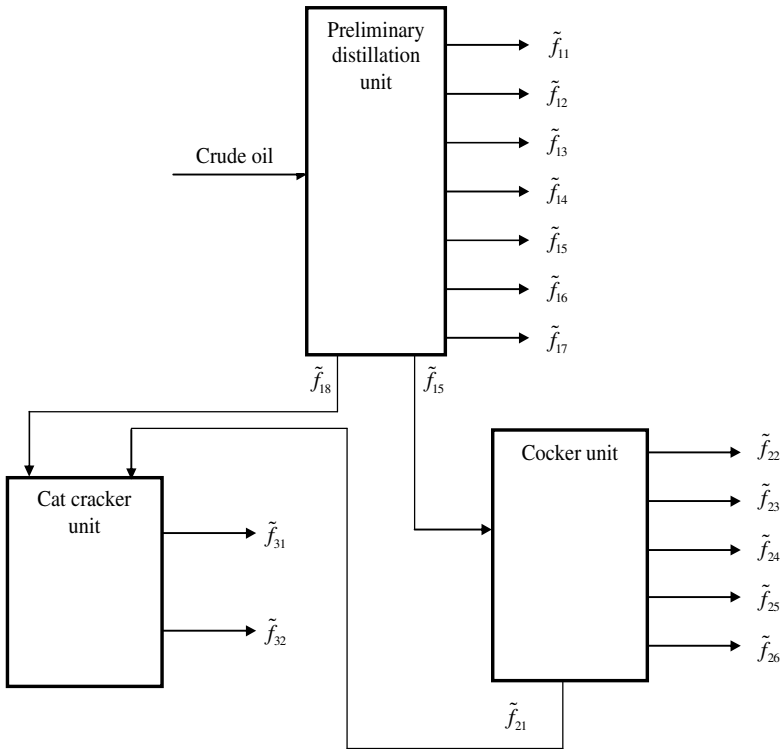 Preliminary
distillation
unit
f̃₁₁
f̃₁₂
f̃₁₃
Crude oil
f̃₁₄
f̃₁₅
f̃₁₆
f̃₁₇
f̃₁₈
f̃₁₅
Cocker unit
f̃₂₂
f̃₂₃
f̃₂₄
f̃₂₅
f̃₂₆
Cat cracker
unit
f̃₃₁
f̃₃₂
f̃₂₁